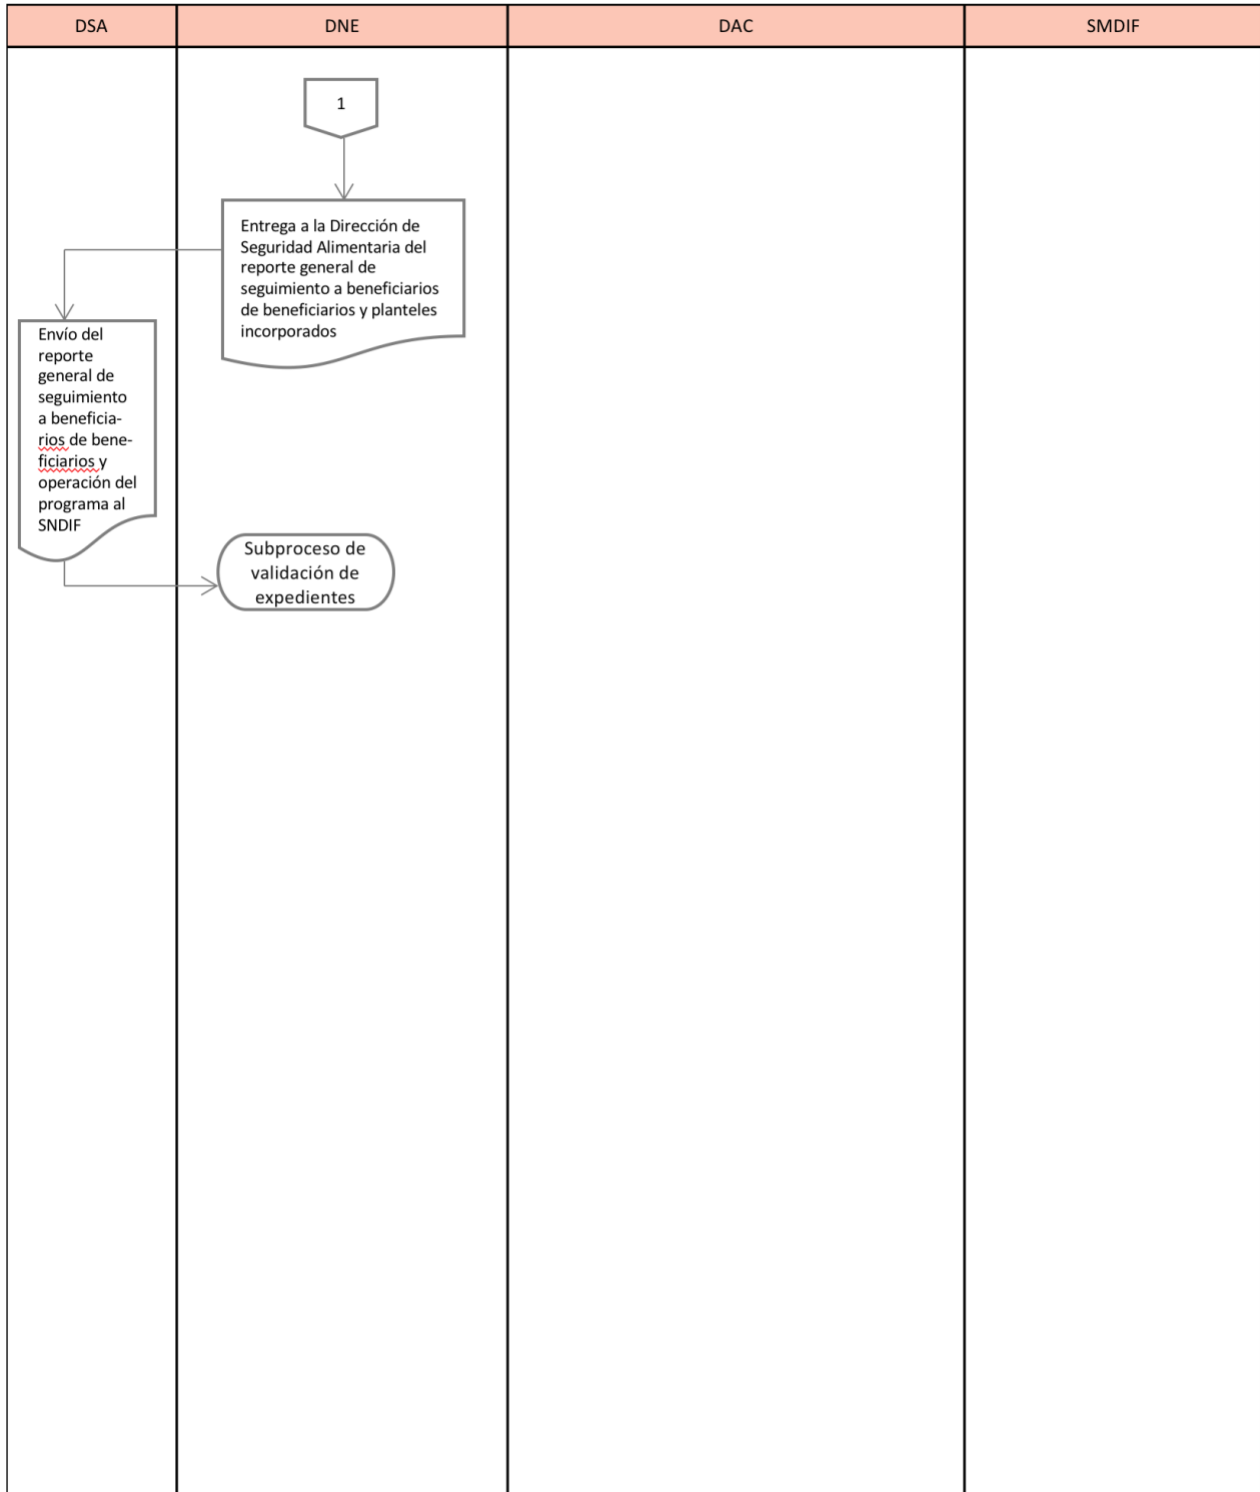 DSA
DNE
DAC
SMDIF
1
Entrega a la Dirección de
Seguridad Alimentaria del
reporte general de
seguimiento a beneficiarios
de beneficiarios y planteles
incorporados
Envío del
reporte
general de
seguimiento
a beneficia-
rios de bene-
ficiarios y
operación del
programa al
SNDIF
Subproceso de
validación de
expedientes